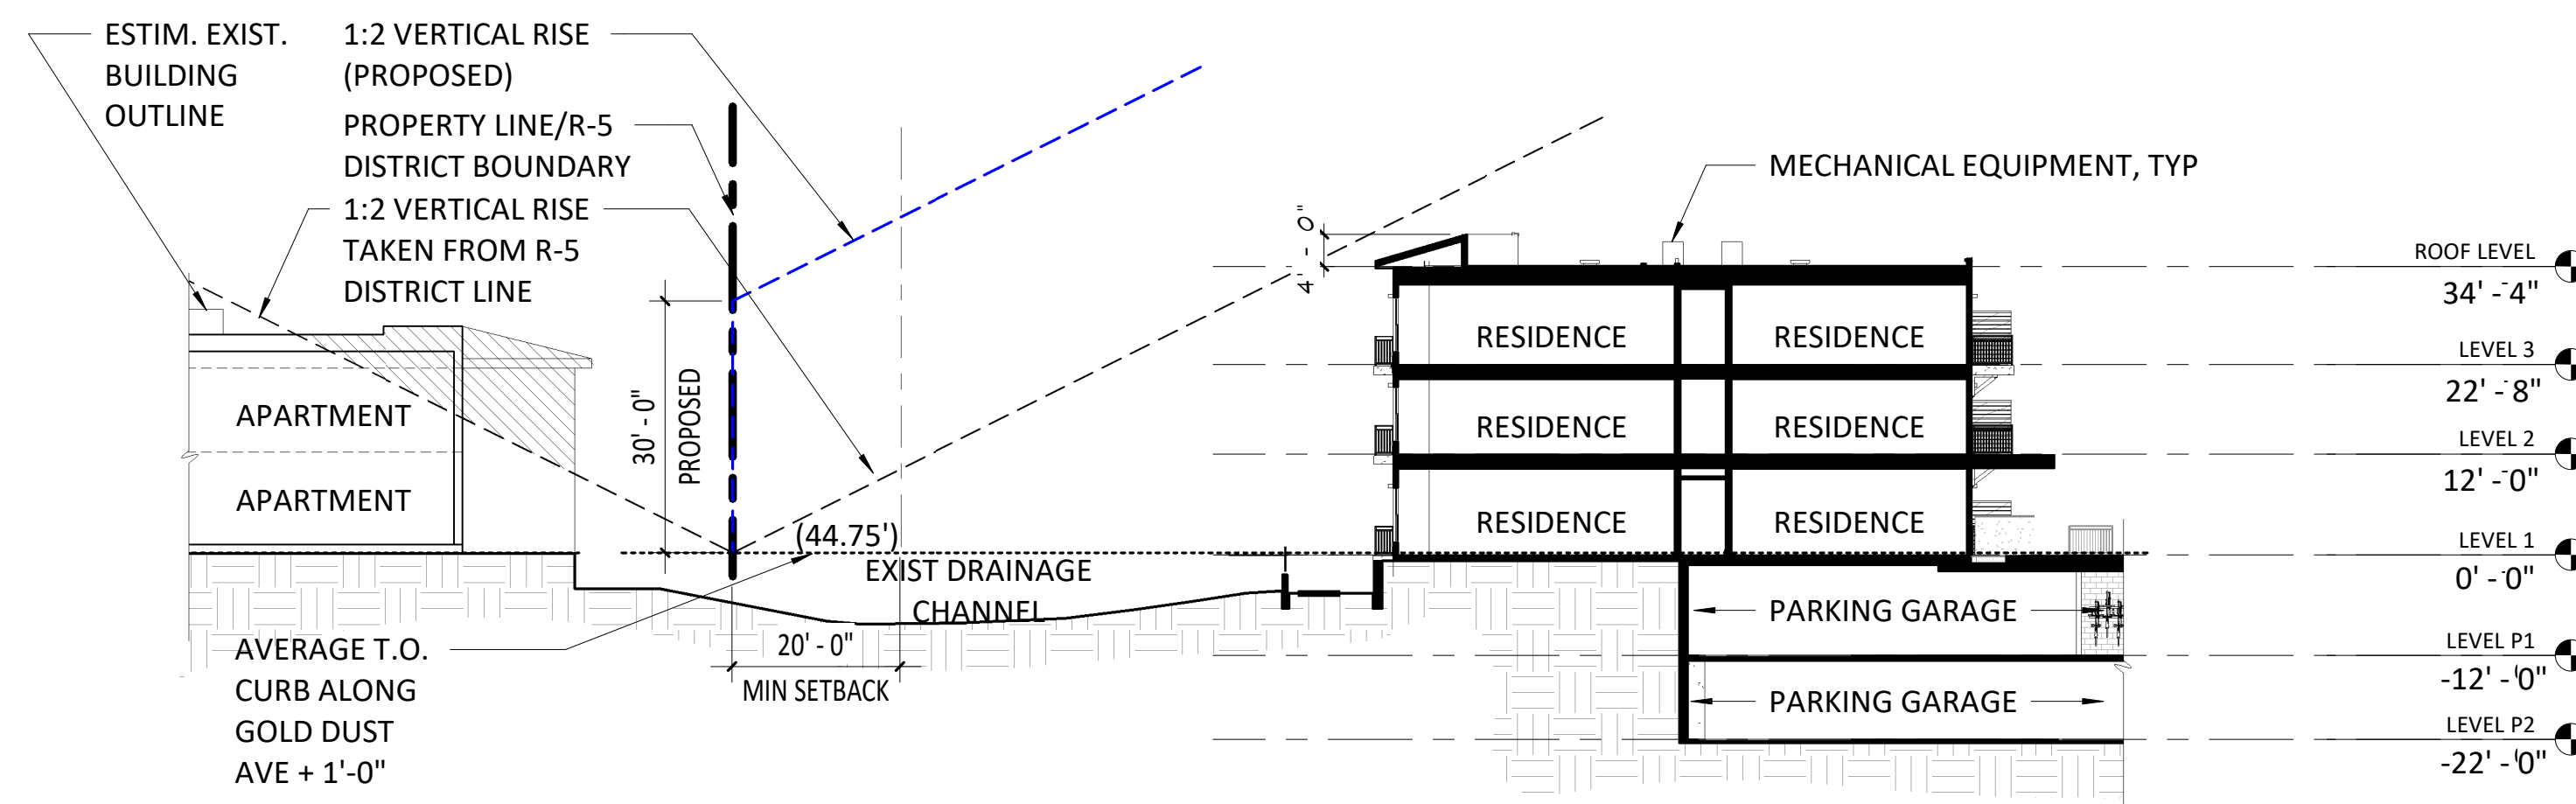 ESTIM. EXIST.
BUILDING
OUTLINE
1:2 VERTICAL RISE
(PROPOSED)
PROPERTY LINE/R-5
DISTRICT BOUNDARY
1:2 VERTICAL RISE
TAKEN FROM R-5
DISTRICT LINE
MECHANICAL EQUIPMENT, TYP
4' - 0"
APARTMENT
APARTMENT
30' - 0"
PROPOSED
(44.75')
EXIST DRAINAGE
CHANNEL
20' - 0"
MIN SETBACK
AVERAGE T.O.
CURB ALONG
GOLD DUST
AVE + 1'-0"
RESIDENCE
RESIDENCE
RESIDENCE
RESIDENCE
RESIDENCE
RESIDENCE
PARKING GARAGE
PARKING GARAGE
ROOF LEVEL
34' - 4"
LEVEL 3
22' - 8"
LEVEL 2
12' - 0"
LEVEL 1
0' - 0"
LEVEL P1
-12' - 0"
LEVEL P2
-22' - 0"